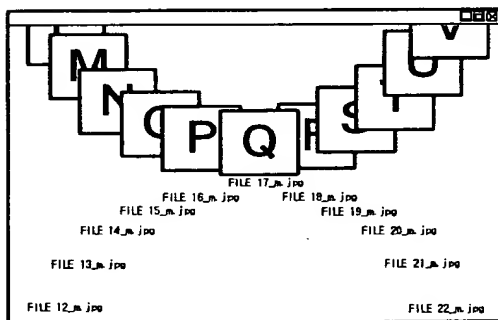 M
N
O
P
Q
R
S
T
U
V
FILE 17_m.jpg
FILE 16_m.jpg
FILE 18_m.jpg
FILE 15_m.jpg
FILE 19_m.jpg
FILE 14_m.jpg
FILE 20_m.jpg
FILE 13_m.jpg
FILE 21_m.jpg
FILE 12_m.jpg
FILE 22_m.jpg